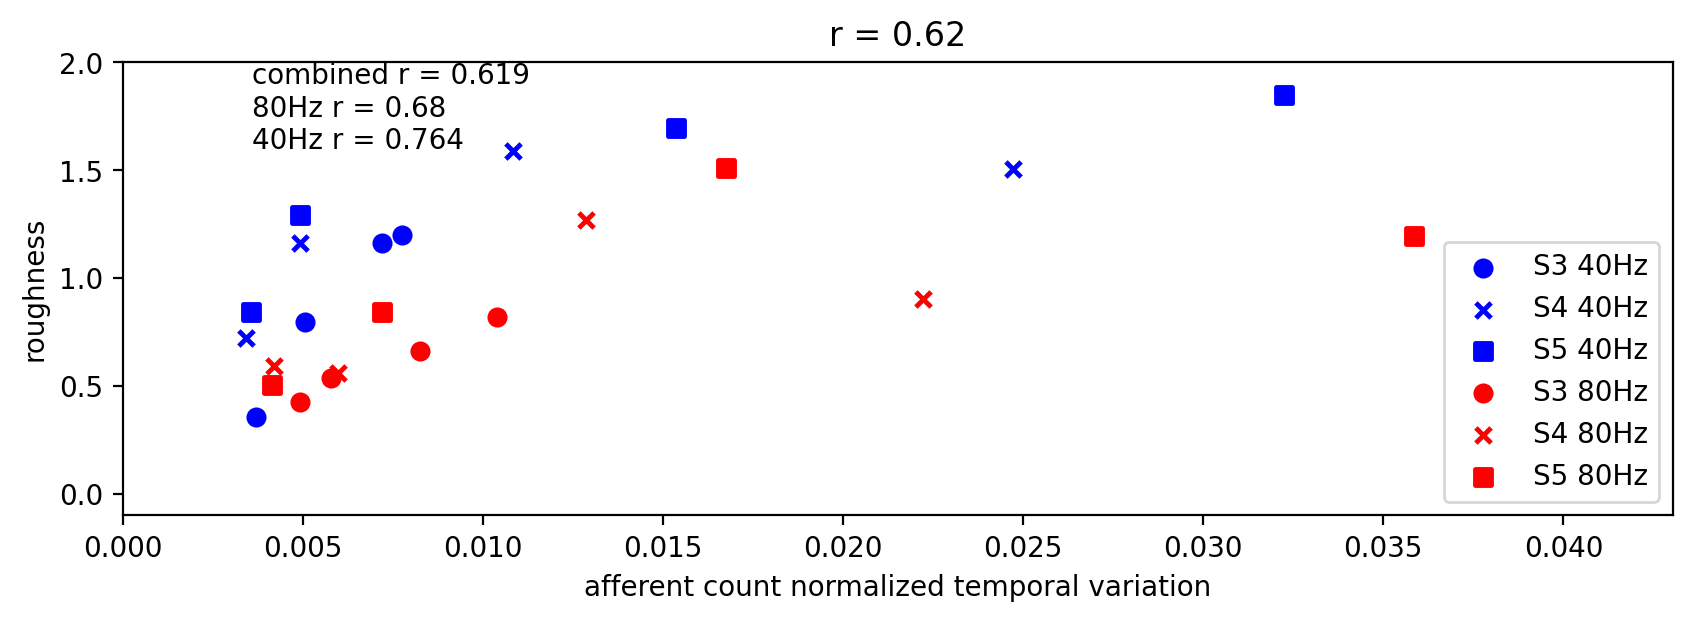 r = 0.62
combined r = 0.619
80Hz r = 0.68
40Hz r = 0.764
2.0
1.5
1.0
0.5
0.0
roughness
S3 40Hz
S4 40Hz
S5 40Hz
S3 80Hz
S4 80Hz
S5 80Hz
0.000 0.005 0.010 0.015 0.020 0.025 0.030 0.035 0.040
afferent count normalized temporal variation